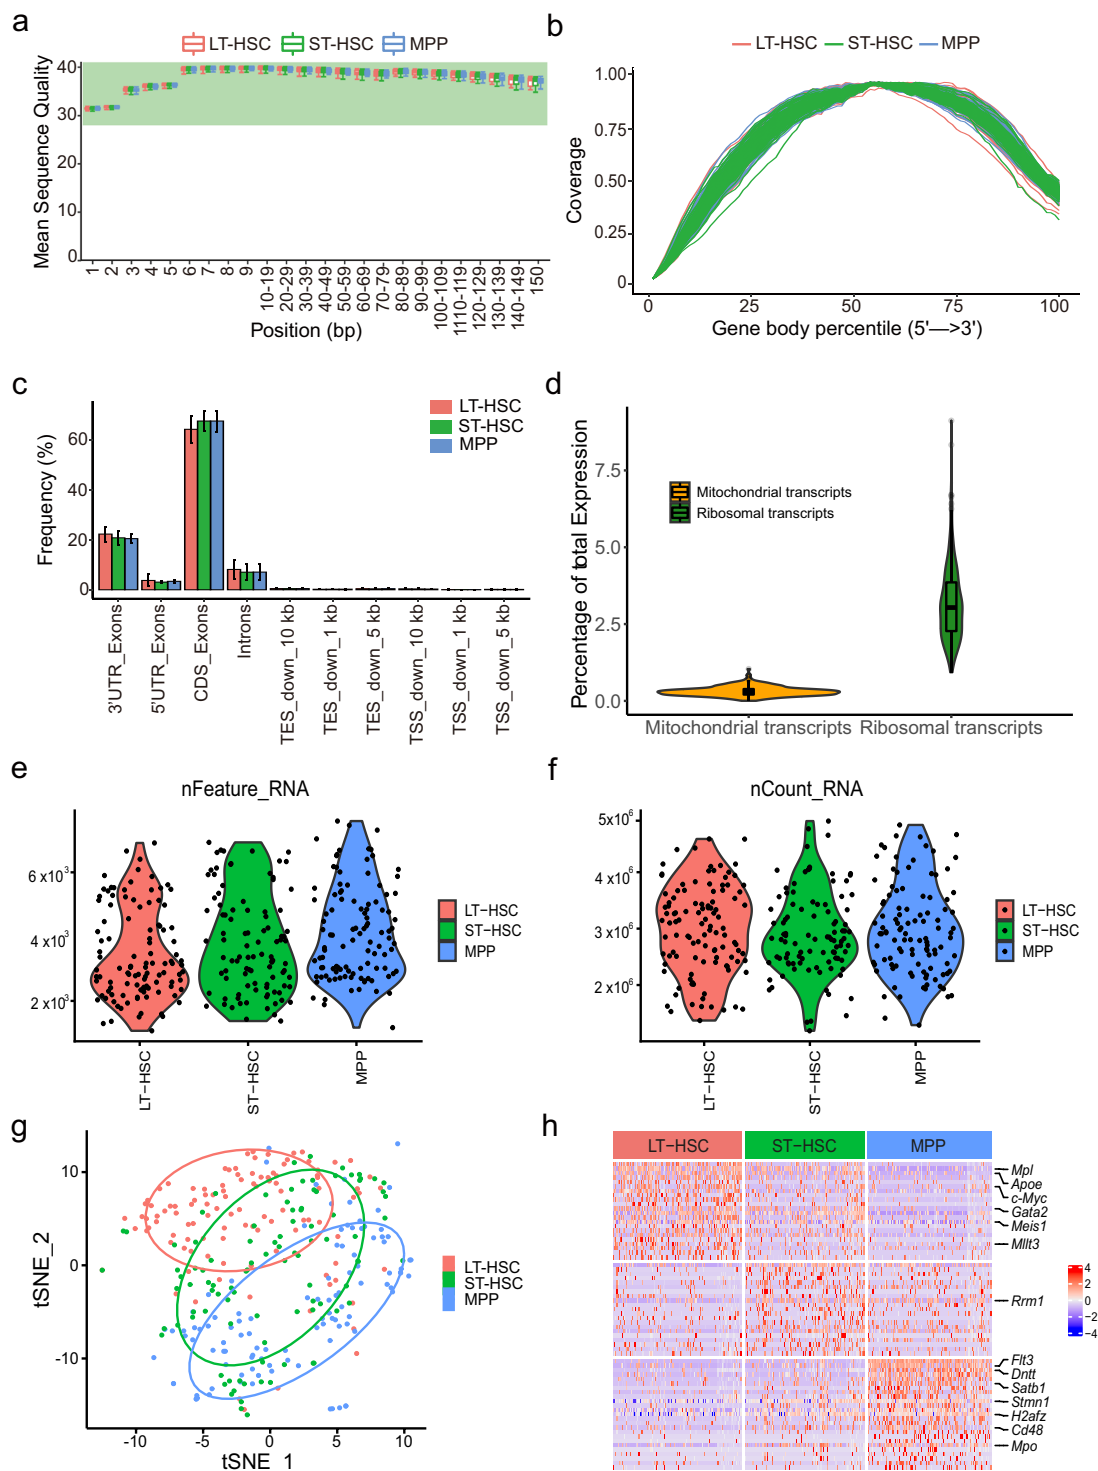 a
LT-HSC ST-HSC MPP
Mean Sequence Quality
40
30
40
30
20
10
0
1 2 3 4 5 6 7 8 9 10-19 20-29 30-39 40-49 50-59 60-69 70-79 80-89 90-99 100-109 1110-119 120-129 130-139 140-149 150
Position (bp)
b
LT-HSC ST-HSC MPP
Coverage
1.00
0.75
0.50
0.25
0
0 25 50 75 100
Gene body percentile (5'—>3')
c
LT-HSC
ST-HSC
MPP
Frequency (%)
60
40
20
0
3'UTR_Exons
5'UTR_Exons
CDS_Exons
Introns
TES_down_10 kb
TES_down_1 kb
TES_down_5 kb
TSS_down_10 kb
TSS_down_1 kb
TSS_down_5 kb
d
Percentage of total Expression
7.5
5.0
2.5
0.0
Mitochondrial transcripts
Ribosomal transcripts
Mitochondrial transcripts Ribosomal transcripts
e
nFeature_RNA
6 x10³
4 x10³
2 x10³
LT-HSC
ST-HSC
MPP
LT-HSC
ST-HSC
MPP
f
nCount_RNA
5x10⁶
4 x10⁶
3 x10⁶
2 x10⁶
LT-HSC
ST-HSC
MPP
LT-HSC
ST-HSC
MPP
g
tSNE_2
10
0
-10
-10 -5 0 5 10
tSNE_1
LT-HSC
ST-HSC
MPP
h
LT-HSC ST-HSC MPP
Mpl
Apoe
c-Myc
Gata2
Meis1
Mllt3
Rrm1
Flt3
Dntt
Satb1
Stmn1
H2afz
Cd48
Mpo
4
2
0
−2
−4